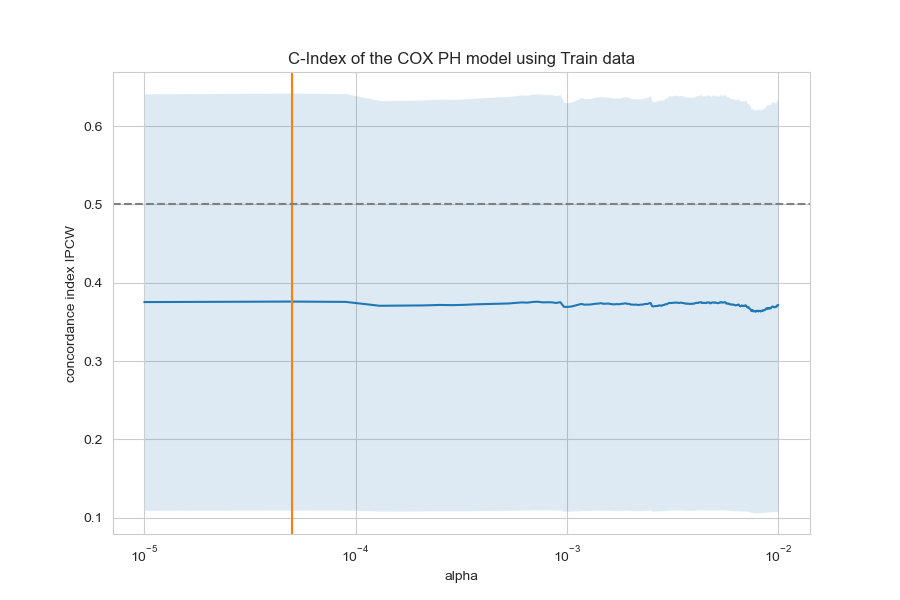 C-Index of the COX PH model using Train data
concordance index IPCW
0.6
0.5
0.4
0.3
0.2
0.1
10⁻⁵ 10⁻⁴ 10⁻³ 10⁻²
alpha